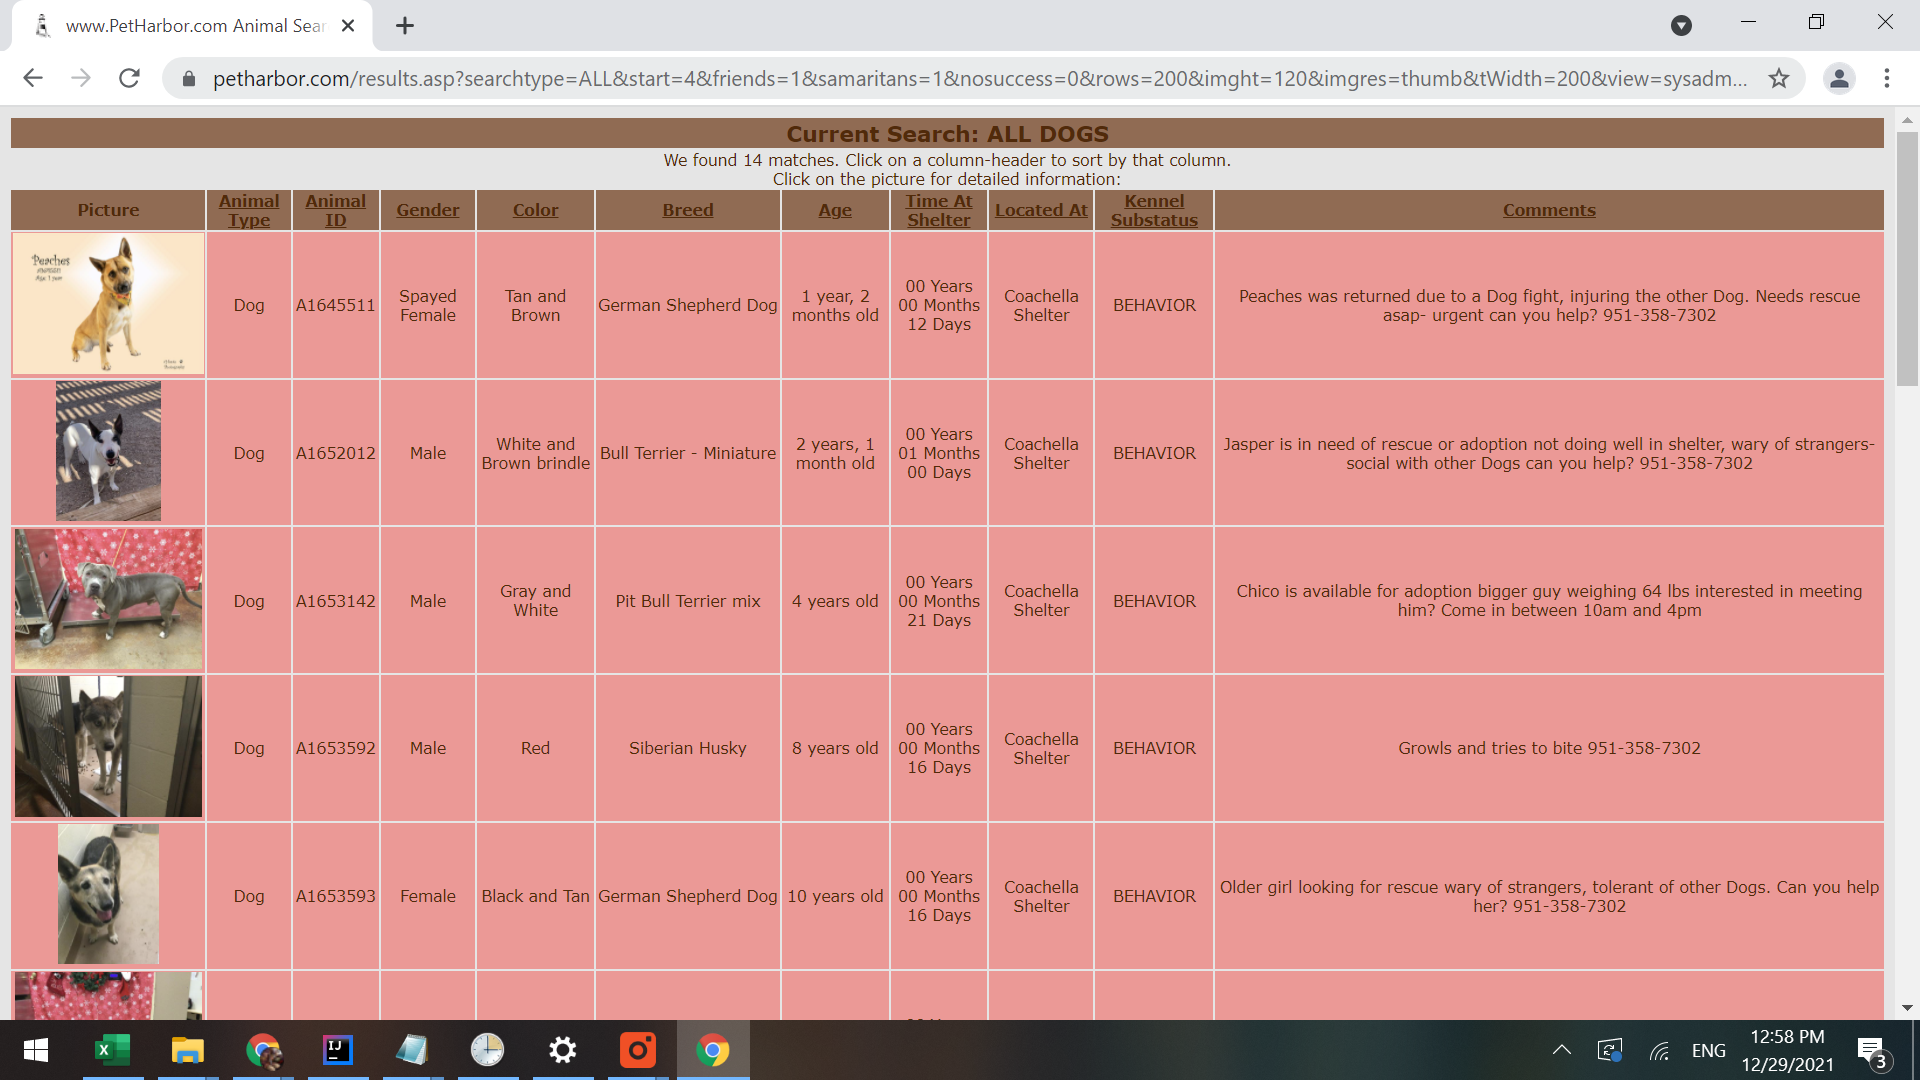 www.PetHarbor.com Animal Sear
petharbor.com/results.asp?searchtype=ALL&start=4&friends=1&samaritans=1&nosuccess=0&rows=200&imght=120&imgres=thumb&tWidth=200&view=sysadm...
Current Search: ALL DOGS
We found 14 matches. Click on a column-header to sort by that column.
Click on the picture for detailed information:
Picture
Animal
Type
Animal
ID
Gender
Color
Breed
Age
Time At
Shelter
Located At
Kennel
Substatus
Comments
Peaches
Age: 1 year
Dog
A1645511
Spayed
Female
Tan and
Brown
German Shepherd Dog
1 year, 2
months old
00 Years
00 Months
12 Days
Coachella
Shelter
BEHAVIOR
Peaches was returned due to a Dog fight, injuring the other Dog. Needs rescue
asap- urgent can you help? 951-358-7302
Dog
A1652012
Male
White and
Brown brindle
Bull Terrier - Miniature
2 years, 1
month old
00 Years
01 Months
00 Days
Coachella
Shelter
BEHAVIOR
Jasper is in need of rescue or adoption not doing well in shelter, wary of strangers-
social with other Dogs can you help? 951-358-7302
Dog
A1653142
Male
Gray and
White
Pit Bull Terrier mix
4 years old
00 Years
00 Months
21 Days
Coachella
Shelter
BEHAVIOR
Chico is available for adoption bigger guy weighing 64 lbs interested in meeting
him? Come in between 10am and 4pm
Dog
A1653592
Male
Red
Siberian Husky
8 years old
00 Years
00 Months
16 Days
Coachella
Shelter
BEHAVIOR
Growls and tries to bite 951-358-7302
Dog
A1653593
Female
Black and Tan
German Shepherd Dog
10 years old
00 Years
00 Months
16 Days
Coachella
Shelter
BEHAVIOR
Older girl looking for rescue wary of strangers, tolerant of other Dogs. Can you help
her? 951-358-7302
IJ
ENG
12:58 PM
12/29/2021
3